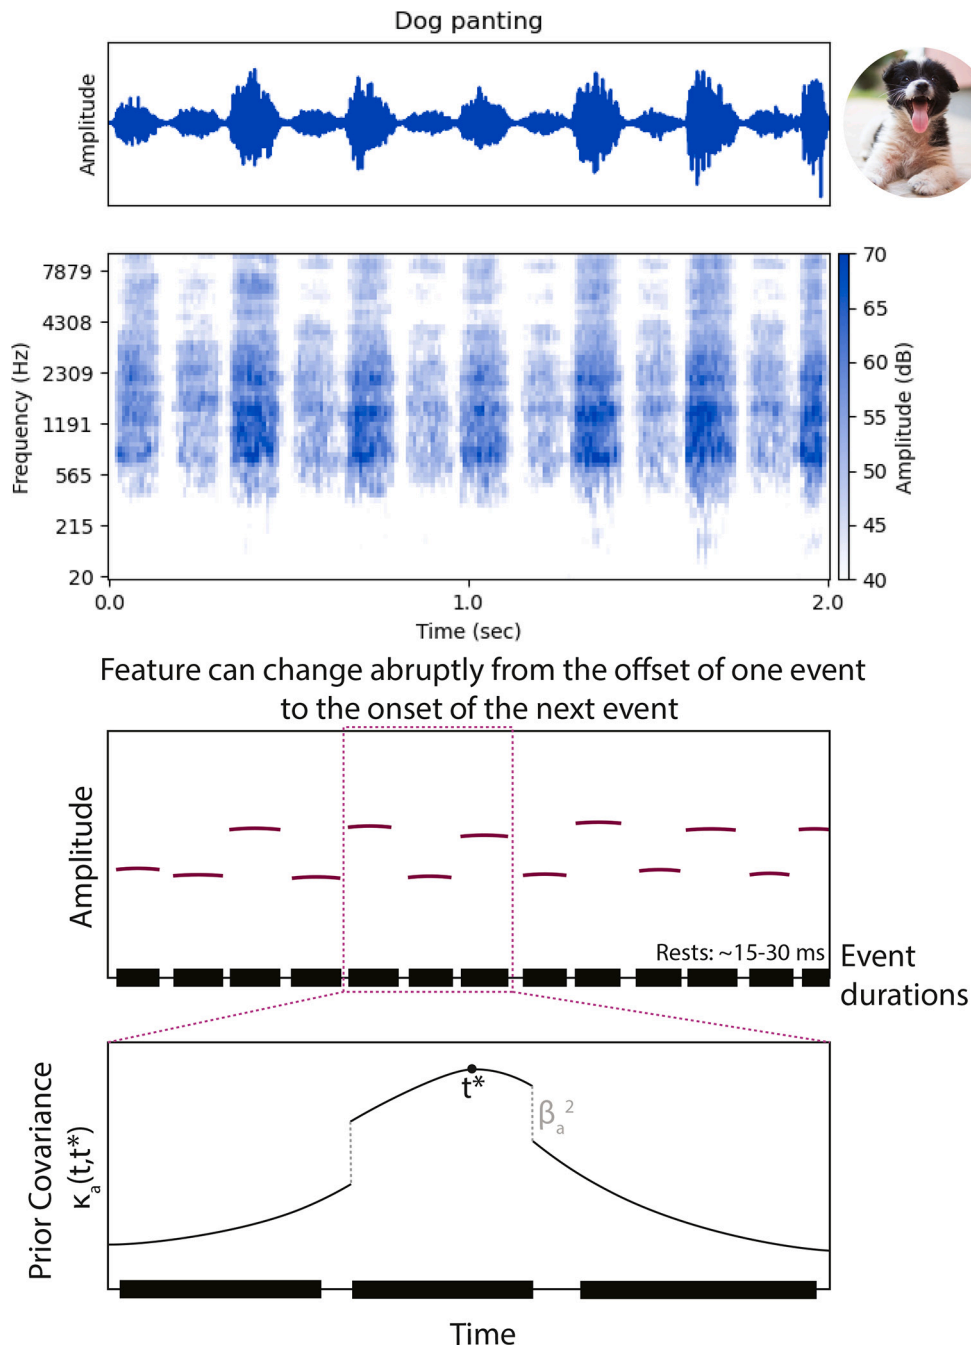 Dog panting
Amplitude
7879
4308
2309
1191
565
215
20
Frequency (Hz)
0.0
1.0
2.0
Time (sec)
70
65
60
55
50
45
40
Amplitude (dB)
Feature can change abruptly from the offset of one event
to the onset of the next event
Amplitude
Rests: ~15-30 ms
Event
durations
Prior Covariance
κₐ(t,t*)
t*
βₐ²
Time